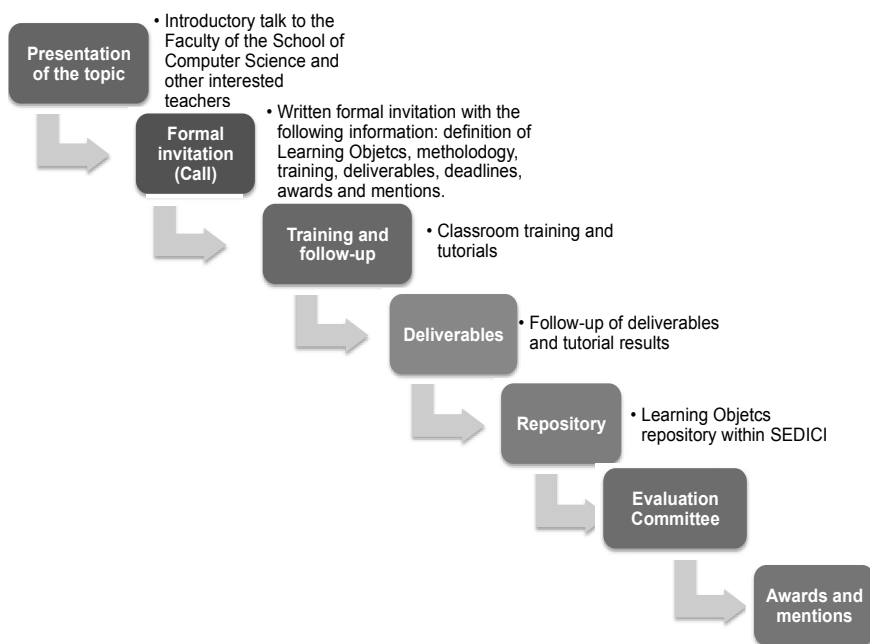 Presentation
of the topic
• Introductory talk to the
Faculty of the School of
Computer Science and
other interested
teachers
Formal
invitation
(Call)
• Written formal invitation with the
following information: definition of
Learning Objetcs, metholodogy,
training, deliverables, deadlines,
awards and mentions.
Training and
follow-up
• Classroom training and
tutorials
Deliverables
• Follow-up of deliverables
and tutorial results
Repository
• Learning Objetcs
repository within SEDICI
Evaluation
Committee
Awards and
mentions